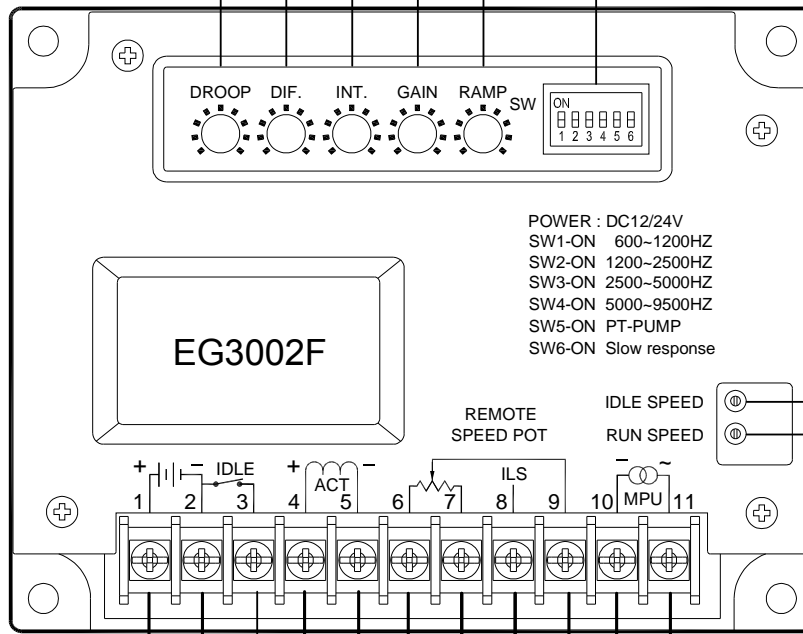 DROOP DIF. INT. GAIN RAMP SW
ON
1 2 3 4 5 6
POWER : DC12/24V
SW1-ON 600~1200HZ
SW2-ON 1200~2500HZ
SW3-ON 2500~5000HZ
SW4-ON 5000~9500HZ
SW5-ON PT-PUMP
SW6-ON Slow response
EG3002F
IDLE SPEED
RUN SPEED
REMOTE
SPEED POT
+ − IDLE + − ILS − ~
ACT MPU
1 2 3 4 5 6 7 8 9 10 11